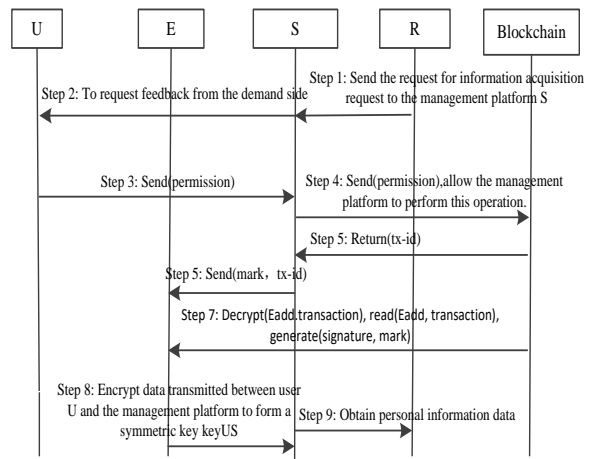 U
E
S
R
Blockchain
Step 1: Send the request for information acquisition
request to the management platform S
Step 2: To request feedback from the demand side
Step 3: Send(permission)
Step 4: Send(permission),allow the management
platform to perform this operation.
Step 5: Return(tx-id)
Step 5: Send(mark，tx-id)
Step 7: Decrypt(Eadd.transaction), read(Eadd, transaction),
generate(signature, mark)
Step 8: Encrypt data transmitted between user
U and the management platform to form a
symmetric key keyUS
Step 9: Obtain personal information data